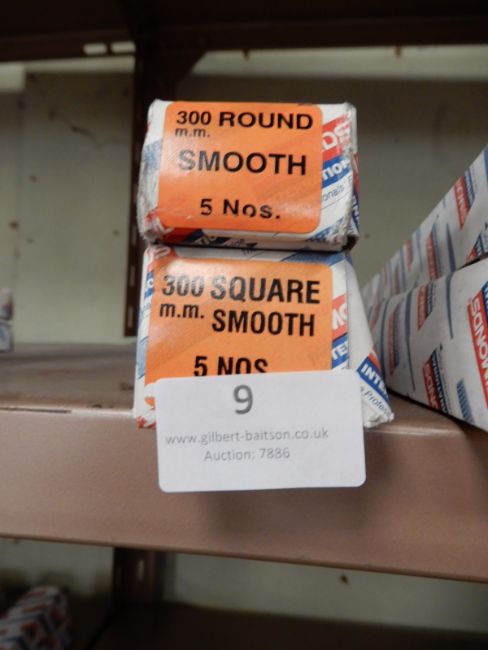 300 ROUND
m.m.
SMOOTH
5 Nos.
300 SQUARE
m.m. SMOOTH
5 NOS
9
www.gilbert-baitson.co.uk
Auction: 7886